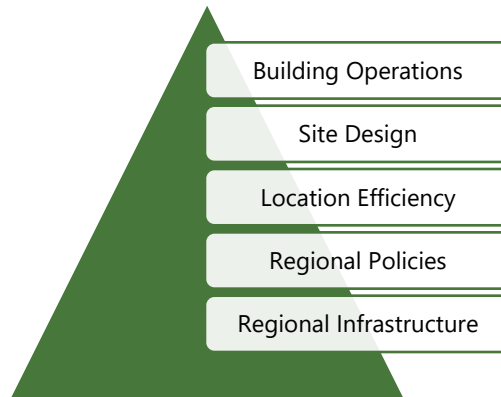 Building Operations
Site Design
Location Efficiency
Regional Policies
Regional Infrastructure